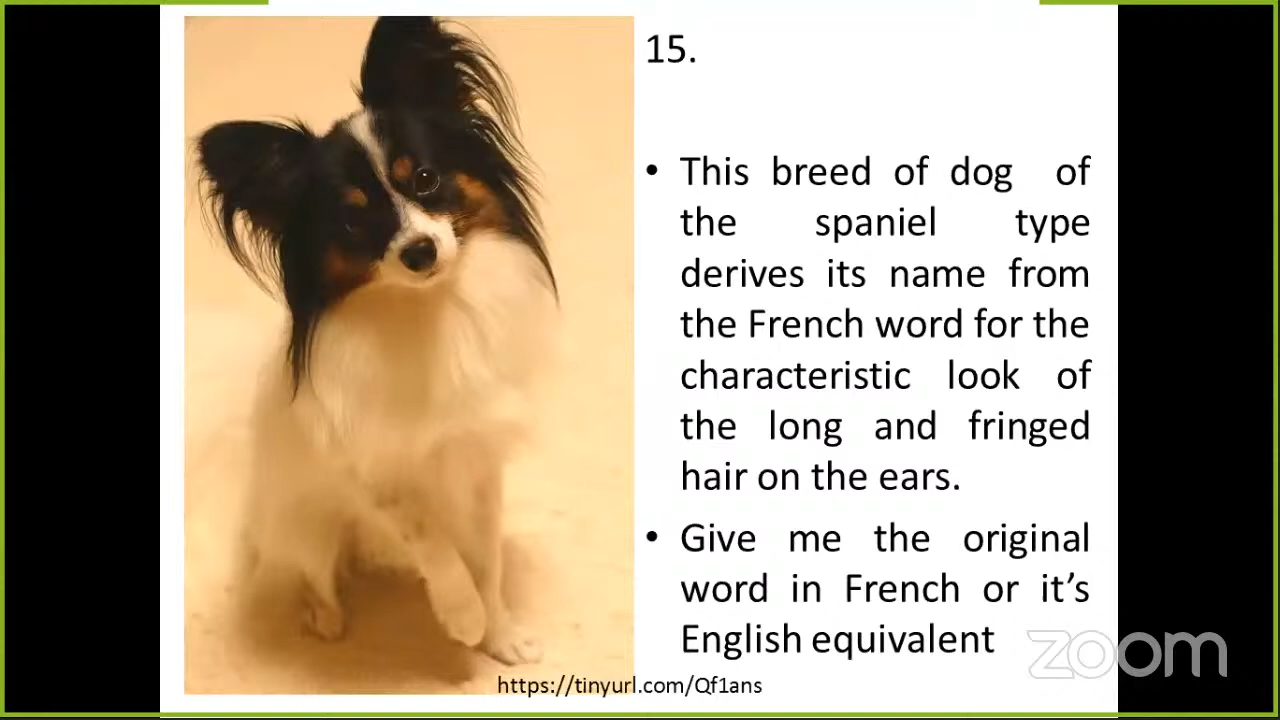 15.
• This breed of dog of
the spaniel type
derives its name from
the French word for the
characteristic look of
the long and fringed
hair on the ears.
• Give me the original
word in French or it’s
English equivalent
zoom
https://tinyurl.com/Qf1ans